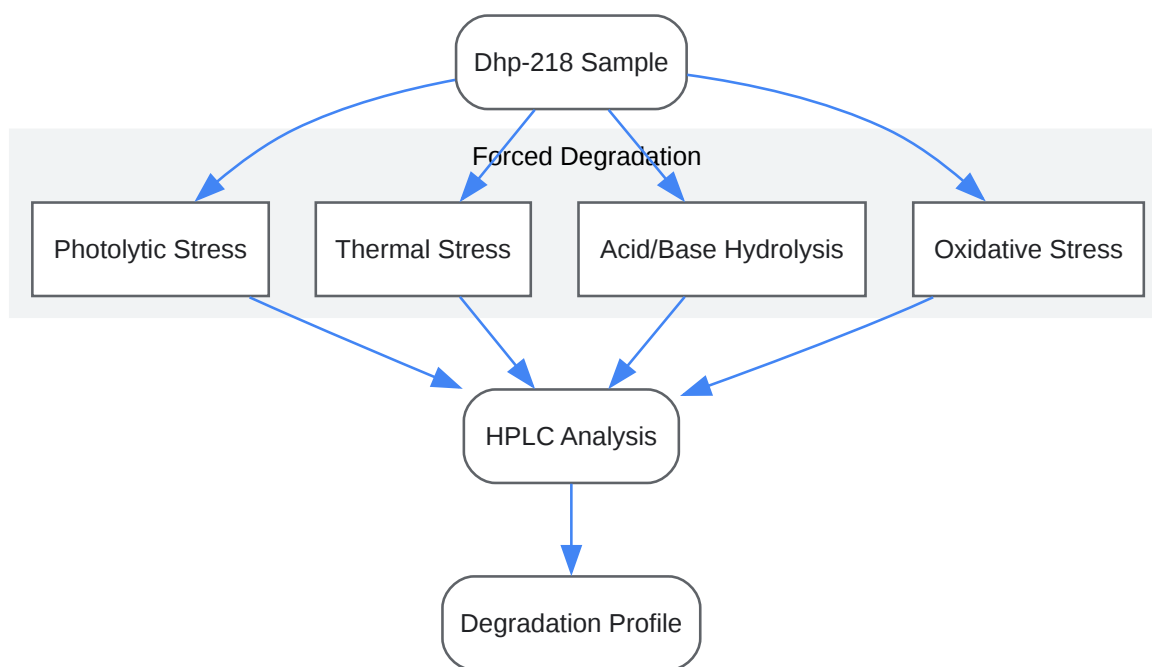 Dhp-218 Sample
Forced Degradation
Photolytic Stress
Thermal Stress
Acid/Base Hydrolysis
Oxidative Stress
HPLC Analysis
Degradation Profile